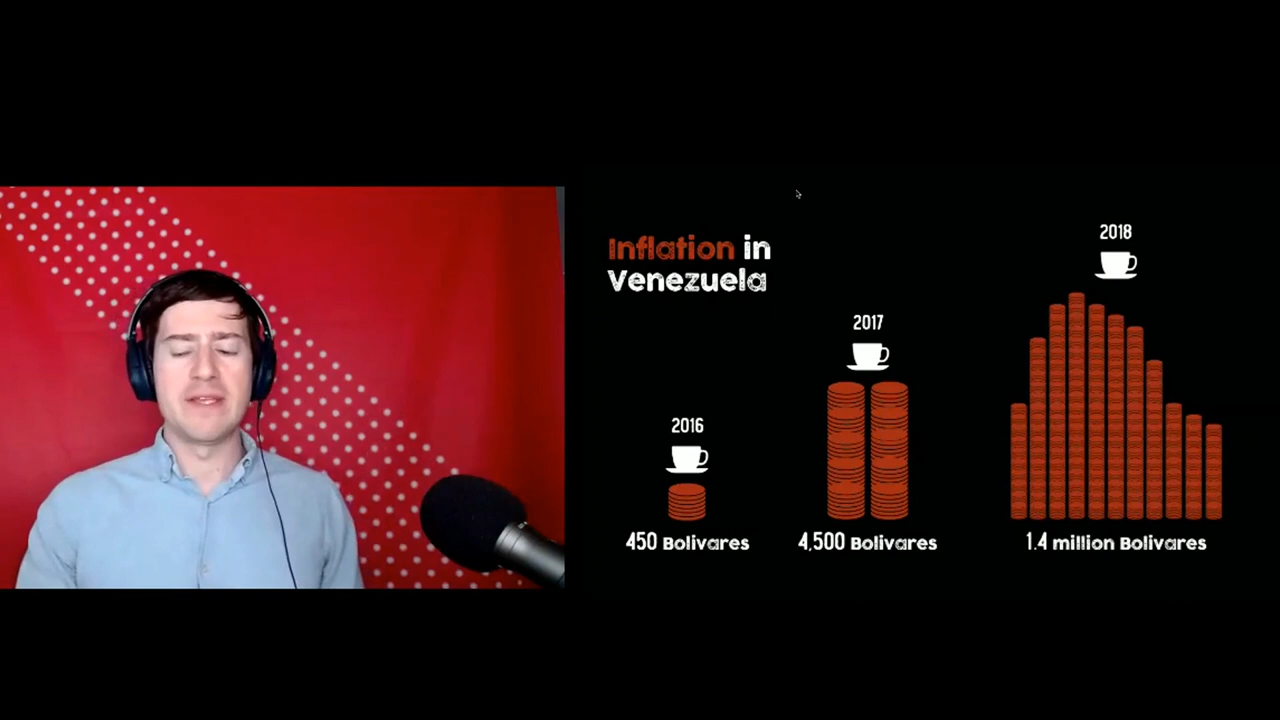 Inflation in
Venezuela
2016
450 Bolivares
2017
4,500 Bolivares
2018
1.4 million Bolivares